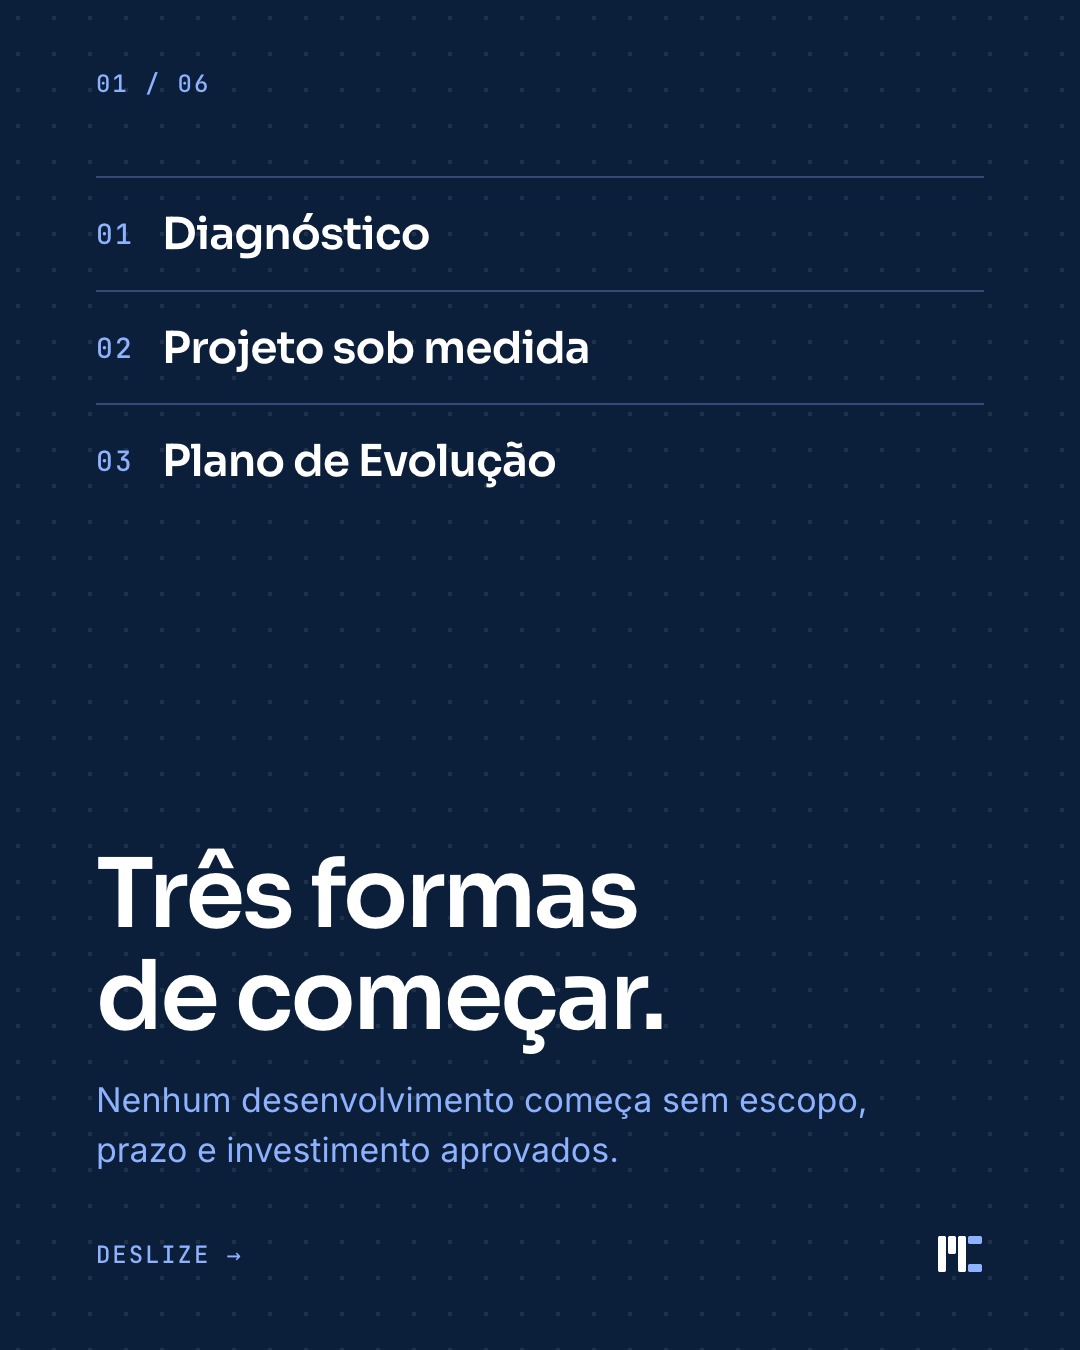 01 / 06
01 Diagnóstico
02 Projeto sob medida
03 Plano de Evolução
Três formas
de começar.
Nenhum desenvolvimento começa sem escopo,
prazo e investimento aprovados.
DESLIZE →
MC